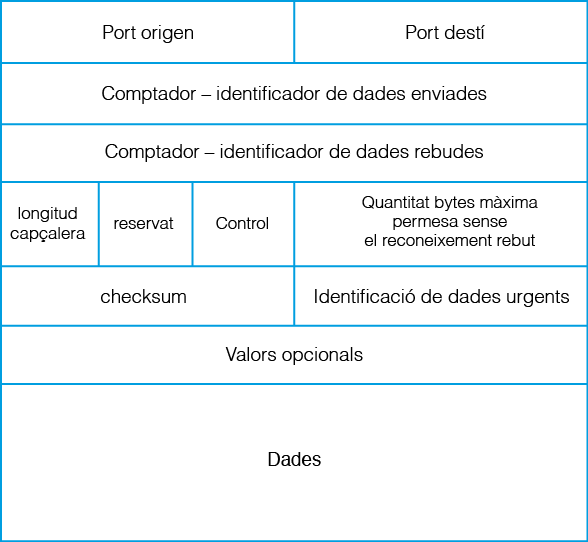 Port origen
Port destí
Comptador – identificador de dades enviades
Comptador – identificador de dades rebudes
longitud
capçalera
reservat
Control
Quantitat bytes màxima
permesa sense
el reconeixement rebut
checksum
Identificació de dades urgents
Valors opcionals
Dades